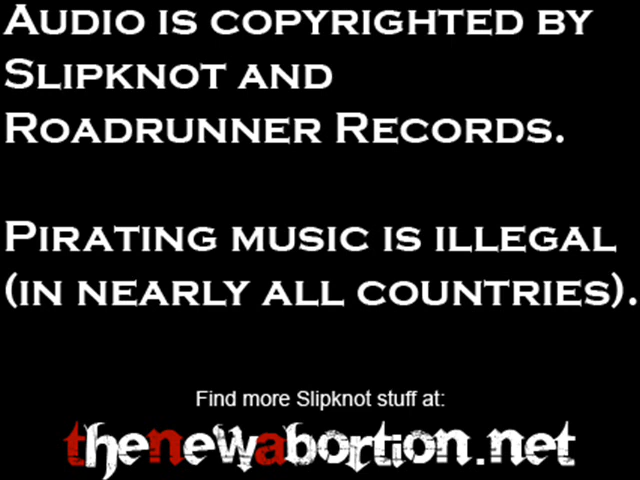 AUDIO IS COPYRIGHTED BY
SLIPKNOT AND
ROADRUNNER RECORDS.
PIRATING MUSIC IS ILLEGAL
(IN NEARLY ALL COUNTRIES).
Find more Slipknot stuff at:
thenewabortion.net